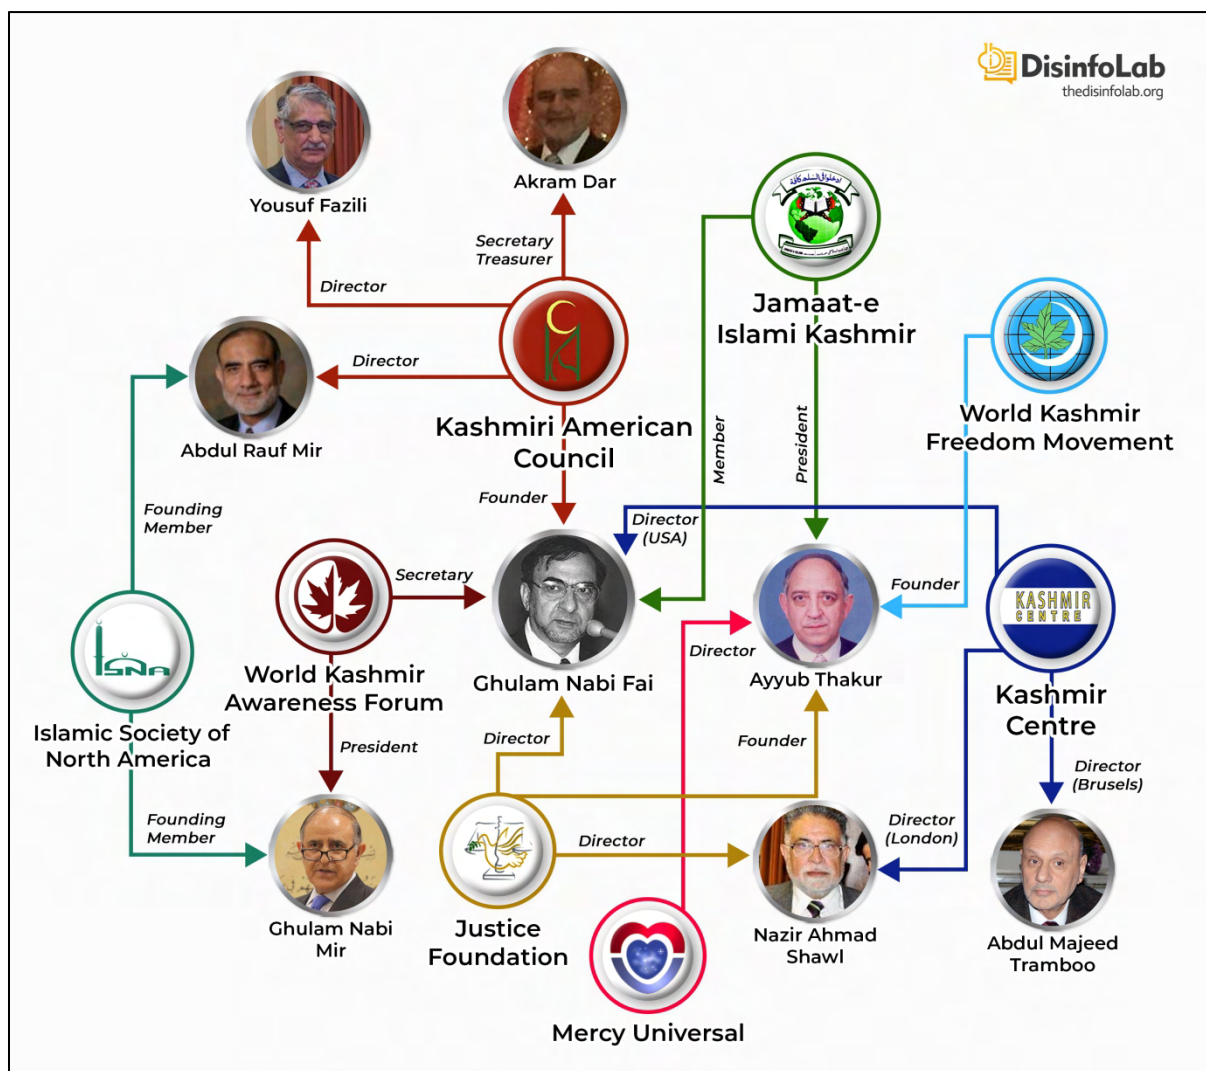 DisinfoLab
thedisinfolab.org
Yousuf Fazili
Akram Dar
Secretary
Treasurer
Director
Jamaat-e
Islami Kashmir
Director
Abdul Rauf Mir
Kashmiri American
Council
World Kashmir
Freedom Movement
Founding
Member
Founder
Member
President
Director
(USA)
Secretary
Founder
KASHMIR
CENTRE
ISNA
World Kashmir
Awareness Forum
Ghulam Nabi Fai
Director
Ayyub Thakur
Kashmir
Centre
Islamic Society of
North America
President
Director
Founder
Director
(Brusels)
Founding
Member
Director
Director
(London)
Ghulam Nabi
Mir
Justice
Foundation
Nazir Ahmad
Shawl
Abdul Majeed
Tramboo
Mercy Universal